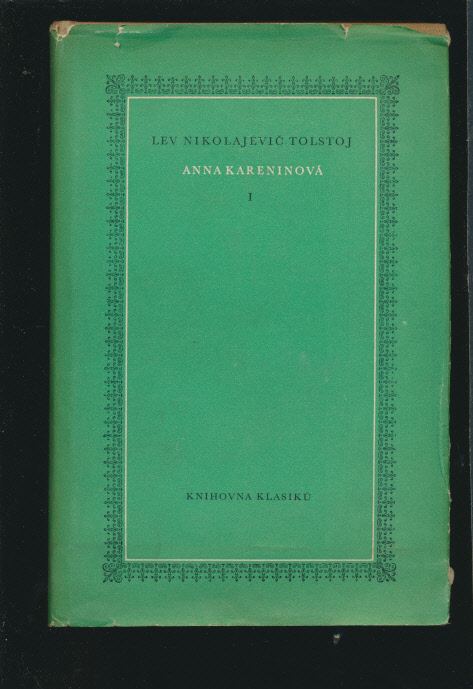 LEV NIKOLAJEVIČ TOLSTOJ
ANNA KARENINOVÁ
I
KNIHOVNA KLASIKŮ